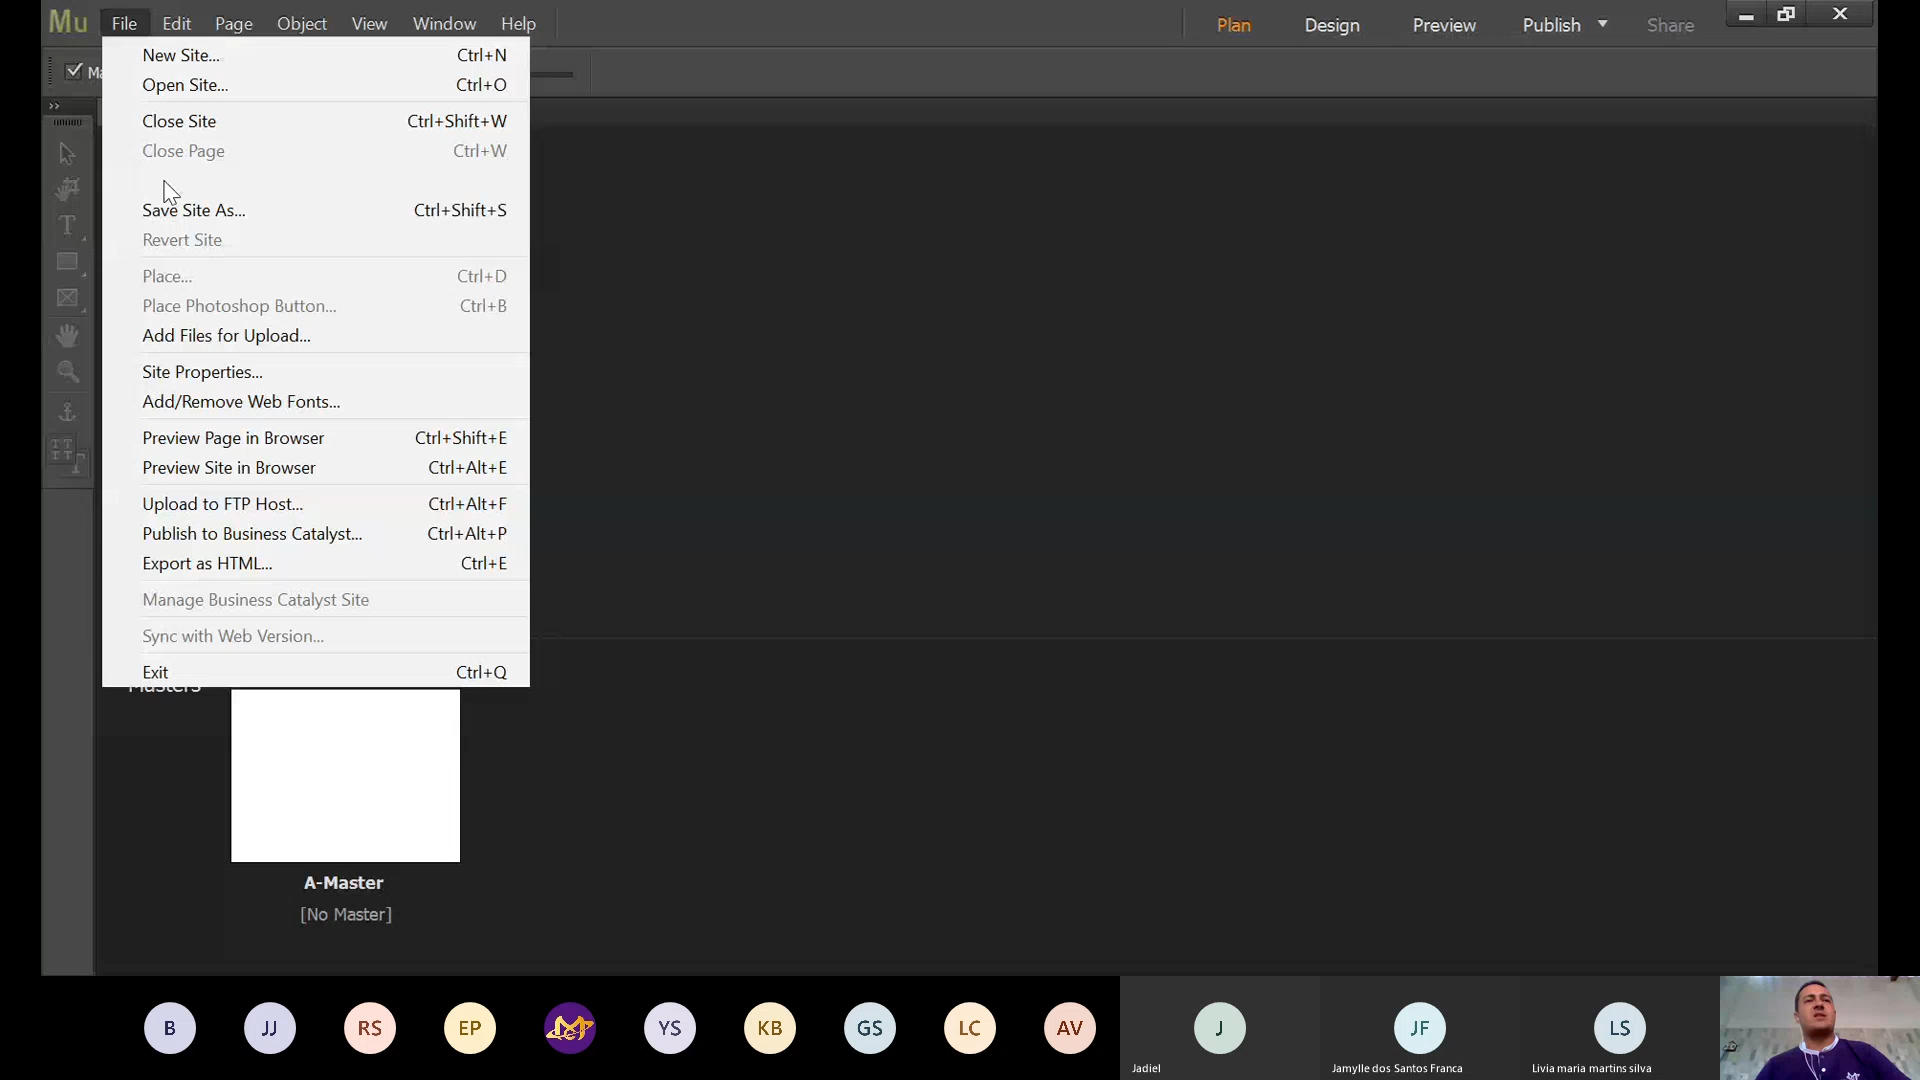 Mu File Edit Page Object View Window Help Plan Design Preview Publish Share
New Site... Ctrl+N
Open Site... Ctrl+O
Close Site Ctrl+Shift+W
Close Page Ctrl+W
Save Site As... Ctrl+Shift+S
Revert Site
Place... Ctrl+D
Place Photoshop Button... Ctrl+B
Add Files for Upload...
Site Properties...
Add/Remove Web Fonts...
Preview Page in Browser Ctrl+Shift+E
Preview Site in Browser Ctrl+Alt+E
Upload to FTP Host... Ctrl+Alt+F
Publish to Business Catalyst... Ctrl+Alt+P
Export as HTML... Ctrl+E
Manage Business Catalyst Site
Sync with Web Version...
Exit Ctrl+Q
Masters
A-Master
[No Master]
B JJ RS EP YS KB GS LC AV J JF LS
Jadiel Jamylle dos Santos Franca Livia maria martins silva